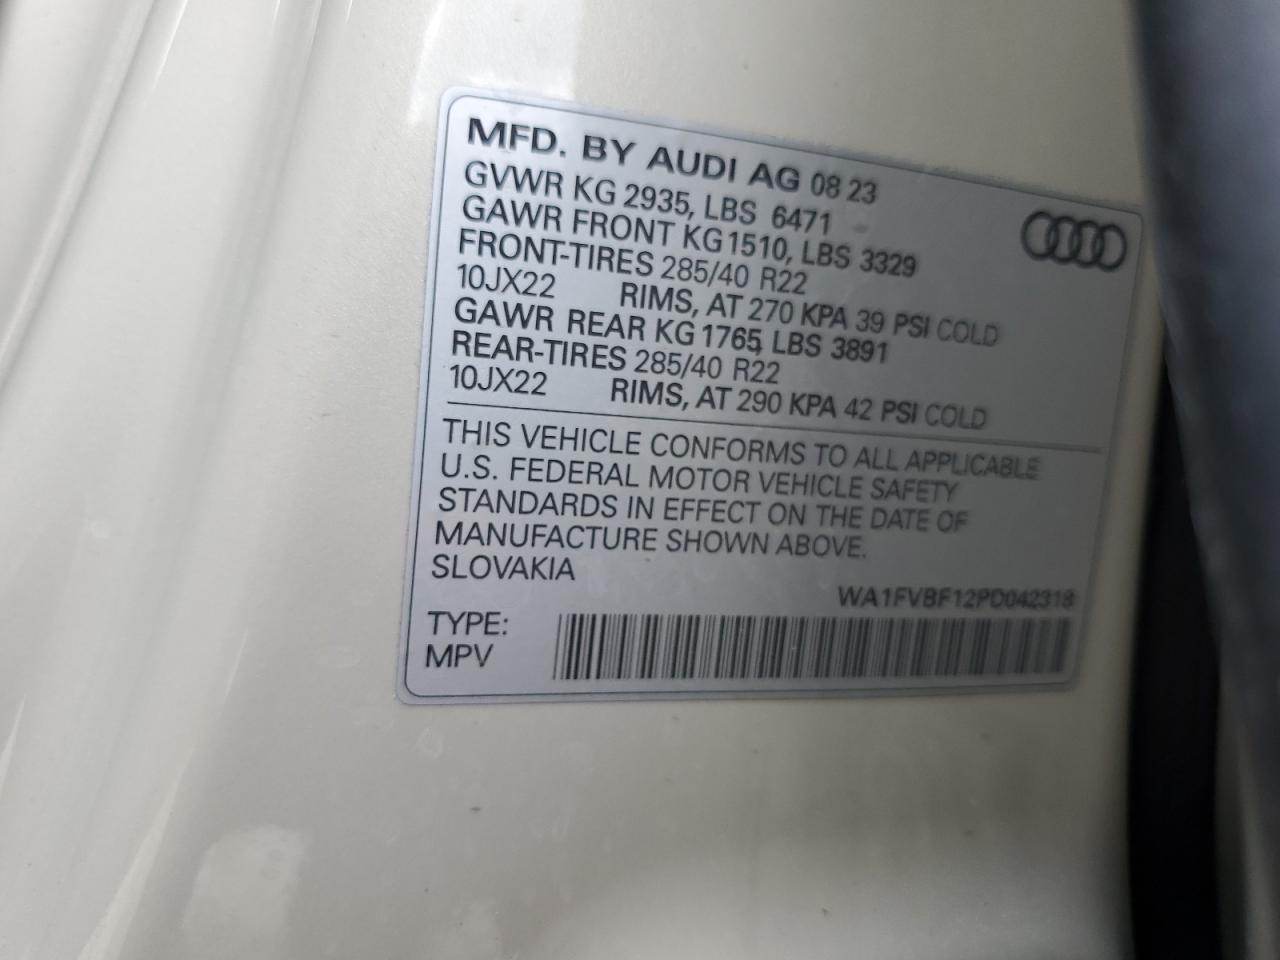 MFD. BY AUDI AG 08 23
GVWR KG 2935, LBS 6471
GAWR FRONT KG 1510, LBS 3329
FRONT-TIRES 285/40 R22
10JX22 RIMS, AT 270 KPA 39 PSI COLD
GAWR REAR KG 1765, LBS 3891
REAR-TIRES 285/40 R22
10JX22 RIMS, AT 290 KPA 42 PSI COLD
THIS VEHICLE CONFORMS TO ALL APPLICABLE
U.S. FEDERAL MOTOR VEHICLE SAFETY
STANDARDS IN EFFECT ON THE DATE OF
MANUFACTURE SHOWN ABOVE.
SLOVAKIA
WA1FVBF12PD042318
TYPE:
MPV